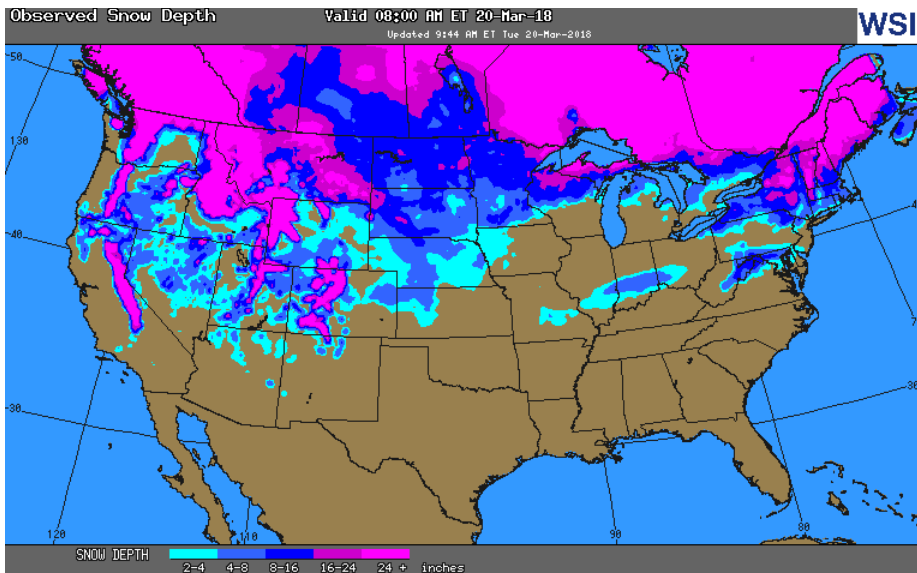 Observed Snow Depth
Valid 08:00 AM ET 20-Mar-18
Updated 9:44 AM ET Tue 20-Mar-2018
WSI
-50
130
-40
-30
120
110
90
80
30
SNOW DEPTH
2-4 4-8 8-16 16-24 24 + inches